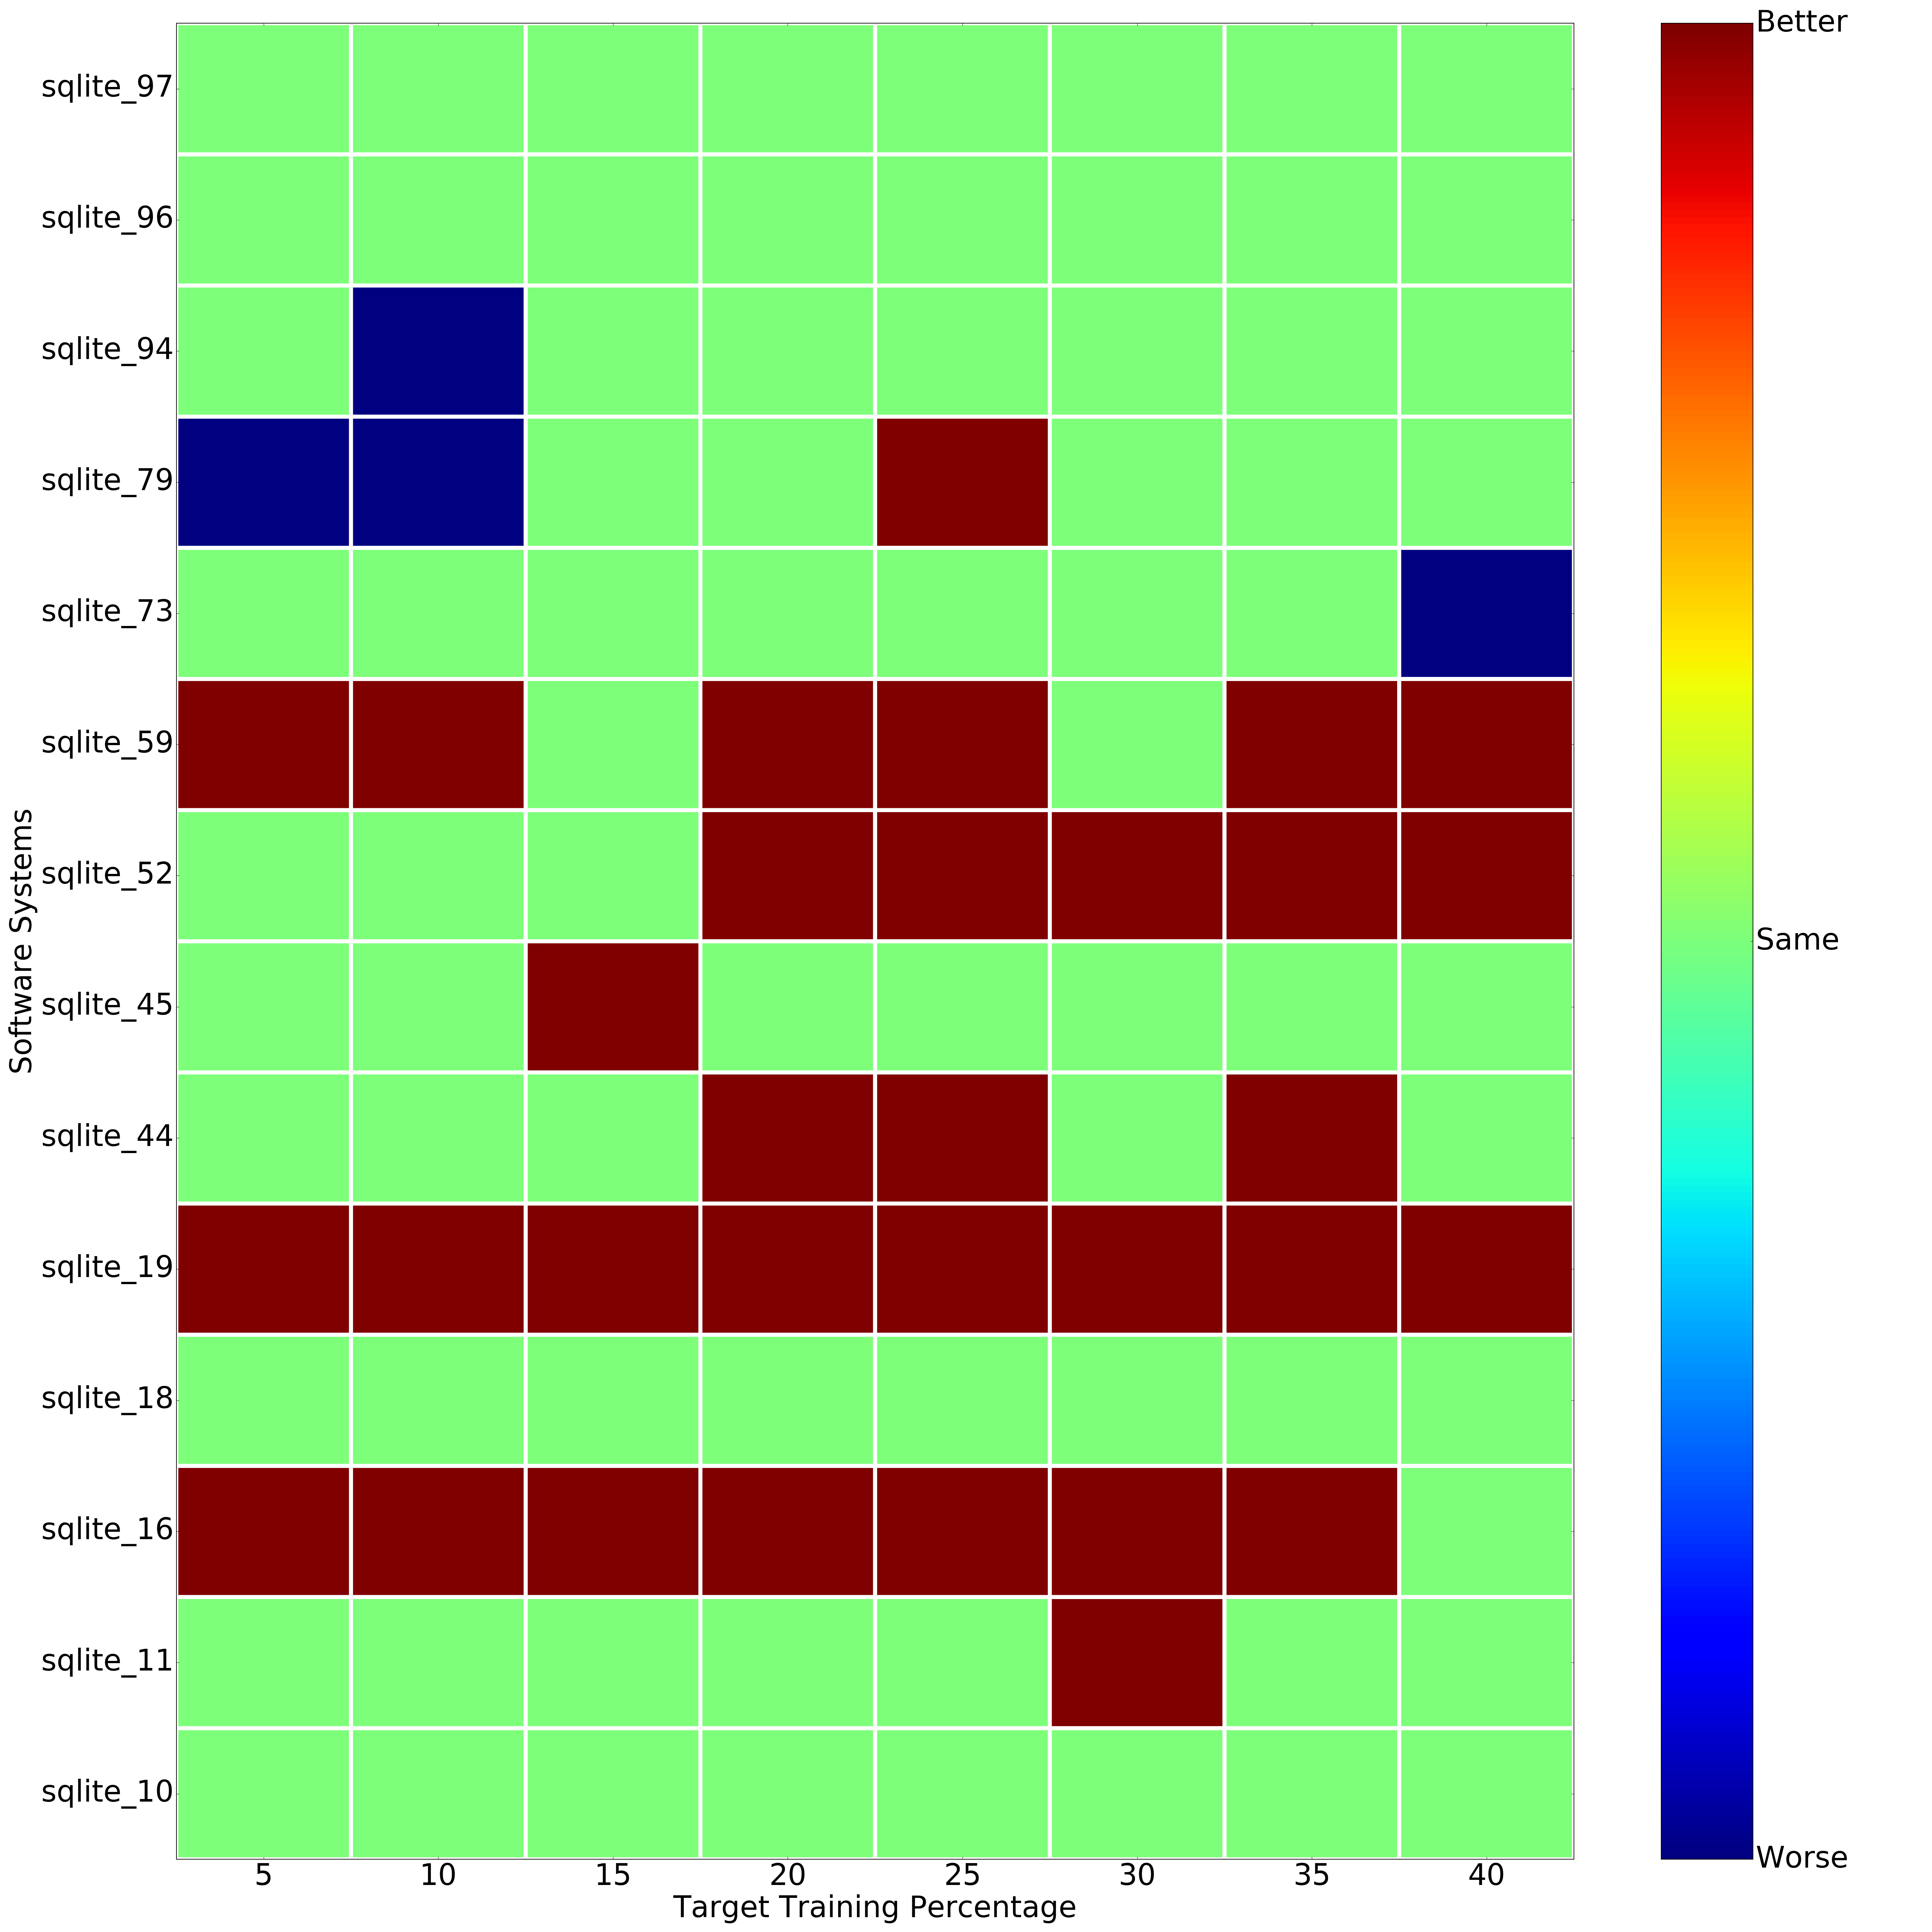 sqlite_97
sqlite_96
sqlite_94
sqlite_79
sqlite_73
sqlite_59
sqlite_52
sqlite_45
sqlite_44
sqlite_19
sqlite_18
sqlite_16
sqlite_11
sqlite_10
Software Systems
5 10 15 20 25 30 35 40
Target Training Percentage
Better
Same
Worse